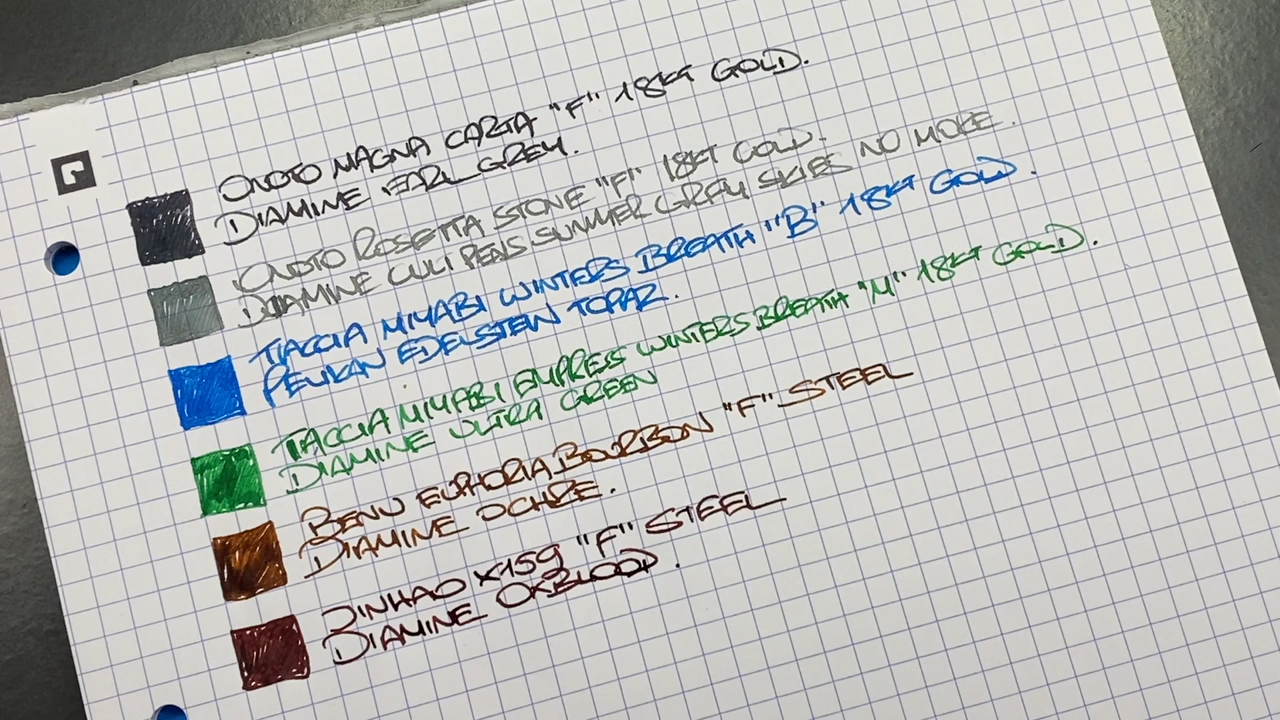 ONOTO MAGNA CARTA "F" 18KT GOLD.
DIAMINE EARL GREY.
ONOTO ROSETTA STONE "F" 18KT GOLD.
DIAMINE CULT PENS SUMMER GREY SKIES NO MORE.
TACCIA MIYABI WINTERS BREATH "B" 18KT GOLD.
PELIKAN EDELSTEIN TOPAZ.
TACCIA MIYABI EMPRESS WINTERS BREATH "M" 18KT GOLD.
DIAMINE ULTRA GREEN
BENU EUPHORIA BOURBON "F" STEEL
DIAMINE OCHRE.
JINHAO X159 "F" STEEL
DIAMINE OXBLOOD.